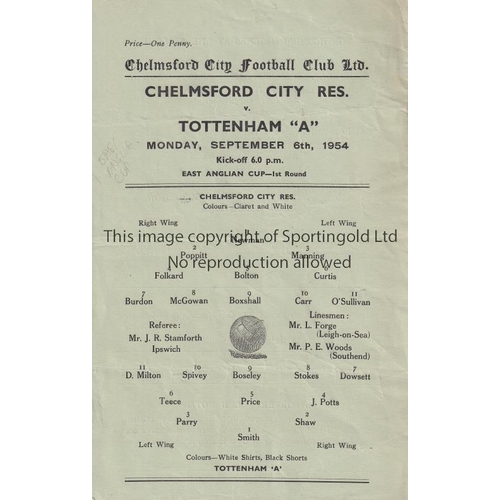 Price—One Penny.
Chelmsford City Football Club Ltd.
CHELMSFORD CITY RES.
v.
TOTTENHAM "A"
MONDAY, SEPTEMBER 6th, 1954
Kick-off 6.0 p.m.
EAST ANGLIAN CUP—1st Round
CHELMSFORD CITY RES.
Colours—Claret and White
Right Wing Left Wing
This image copyright of Sportingold Ltd
Newman
2 3
Poppitt Manning
No reproduction allowed
4 6
Folkard Bolton Curtis
7 8 9 10 11
Burdon McGowan Boxshall Carr O'Sullivan
Referee: Linesmen:
Mr. J. R. Stamforth Mr. L. Forge
Ipswich (Leigh-on-Sea)
Mr. P. E. Woods
(Southend)
11 10 9 8 7
D. Milton Spivey Boseley Stokes Dowsett
6 5 4
Teece Price J. Potts
3 2
Parry Shaw
1
Smith
Left Wing Right Wing
Colours—White Shirts, Black Shorts
TOTTENHAM 'A'